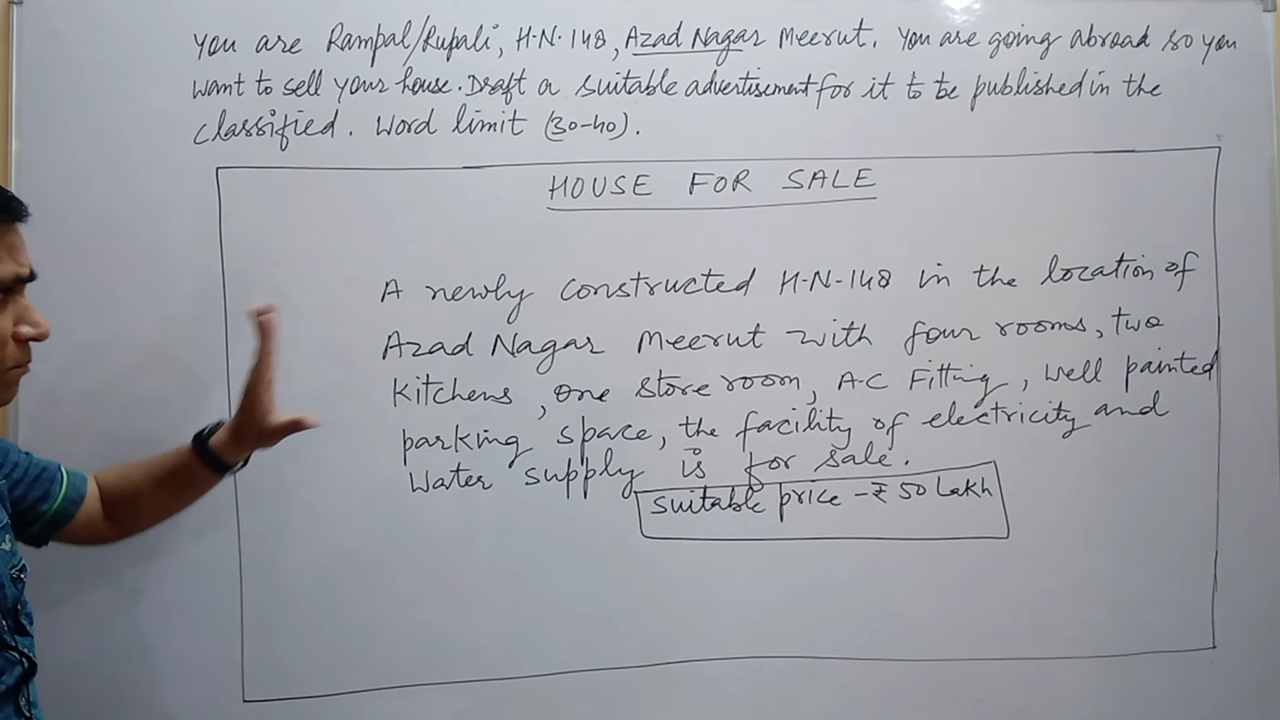 You are Rampal/Rupali, H.N. 148, Azad Nagar Meerut. You are going abroad so you
want to sell your house. Draft a suitable advertisement for it to be published in the
classified. Word limit (30-40).
HOUSE FOR SALE
A newly constructed H-N-148 in the location of
Azad Nagar Meerut with four rooms, two
Kitchens, one store room, A-C Fitting, well painted
parking space, the facility of electricity and
Water supply is for sale.
suitable price - ₹ 50 Lakh